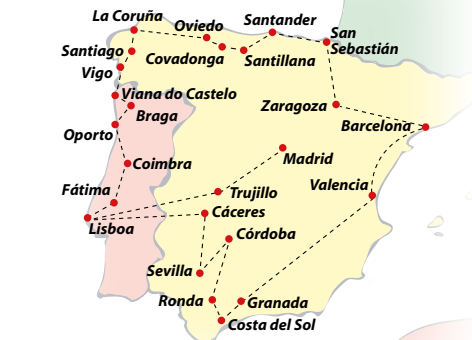 La Coruña
Oviedo
Santander
San
Sebastián
Santiago
Covadonga
Santillana
Vigo
Viana do Castelo
Zaragoza
Braga
Barcelona
Oporto
Coimbra
Madrid
Fátima
Trujillo
Valencia
Cáceres
Lisboa
Córdoba
Sevilla
Ronda
Granada
Costa del Sol